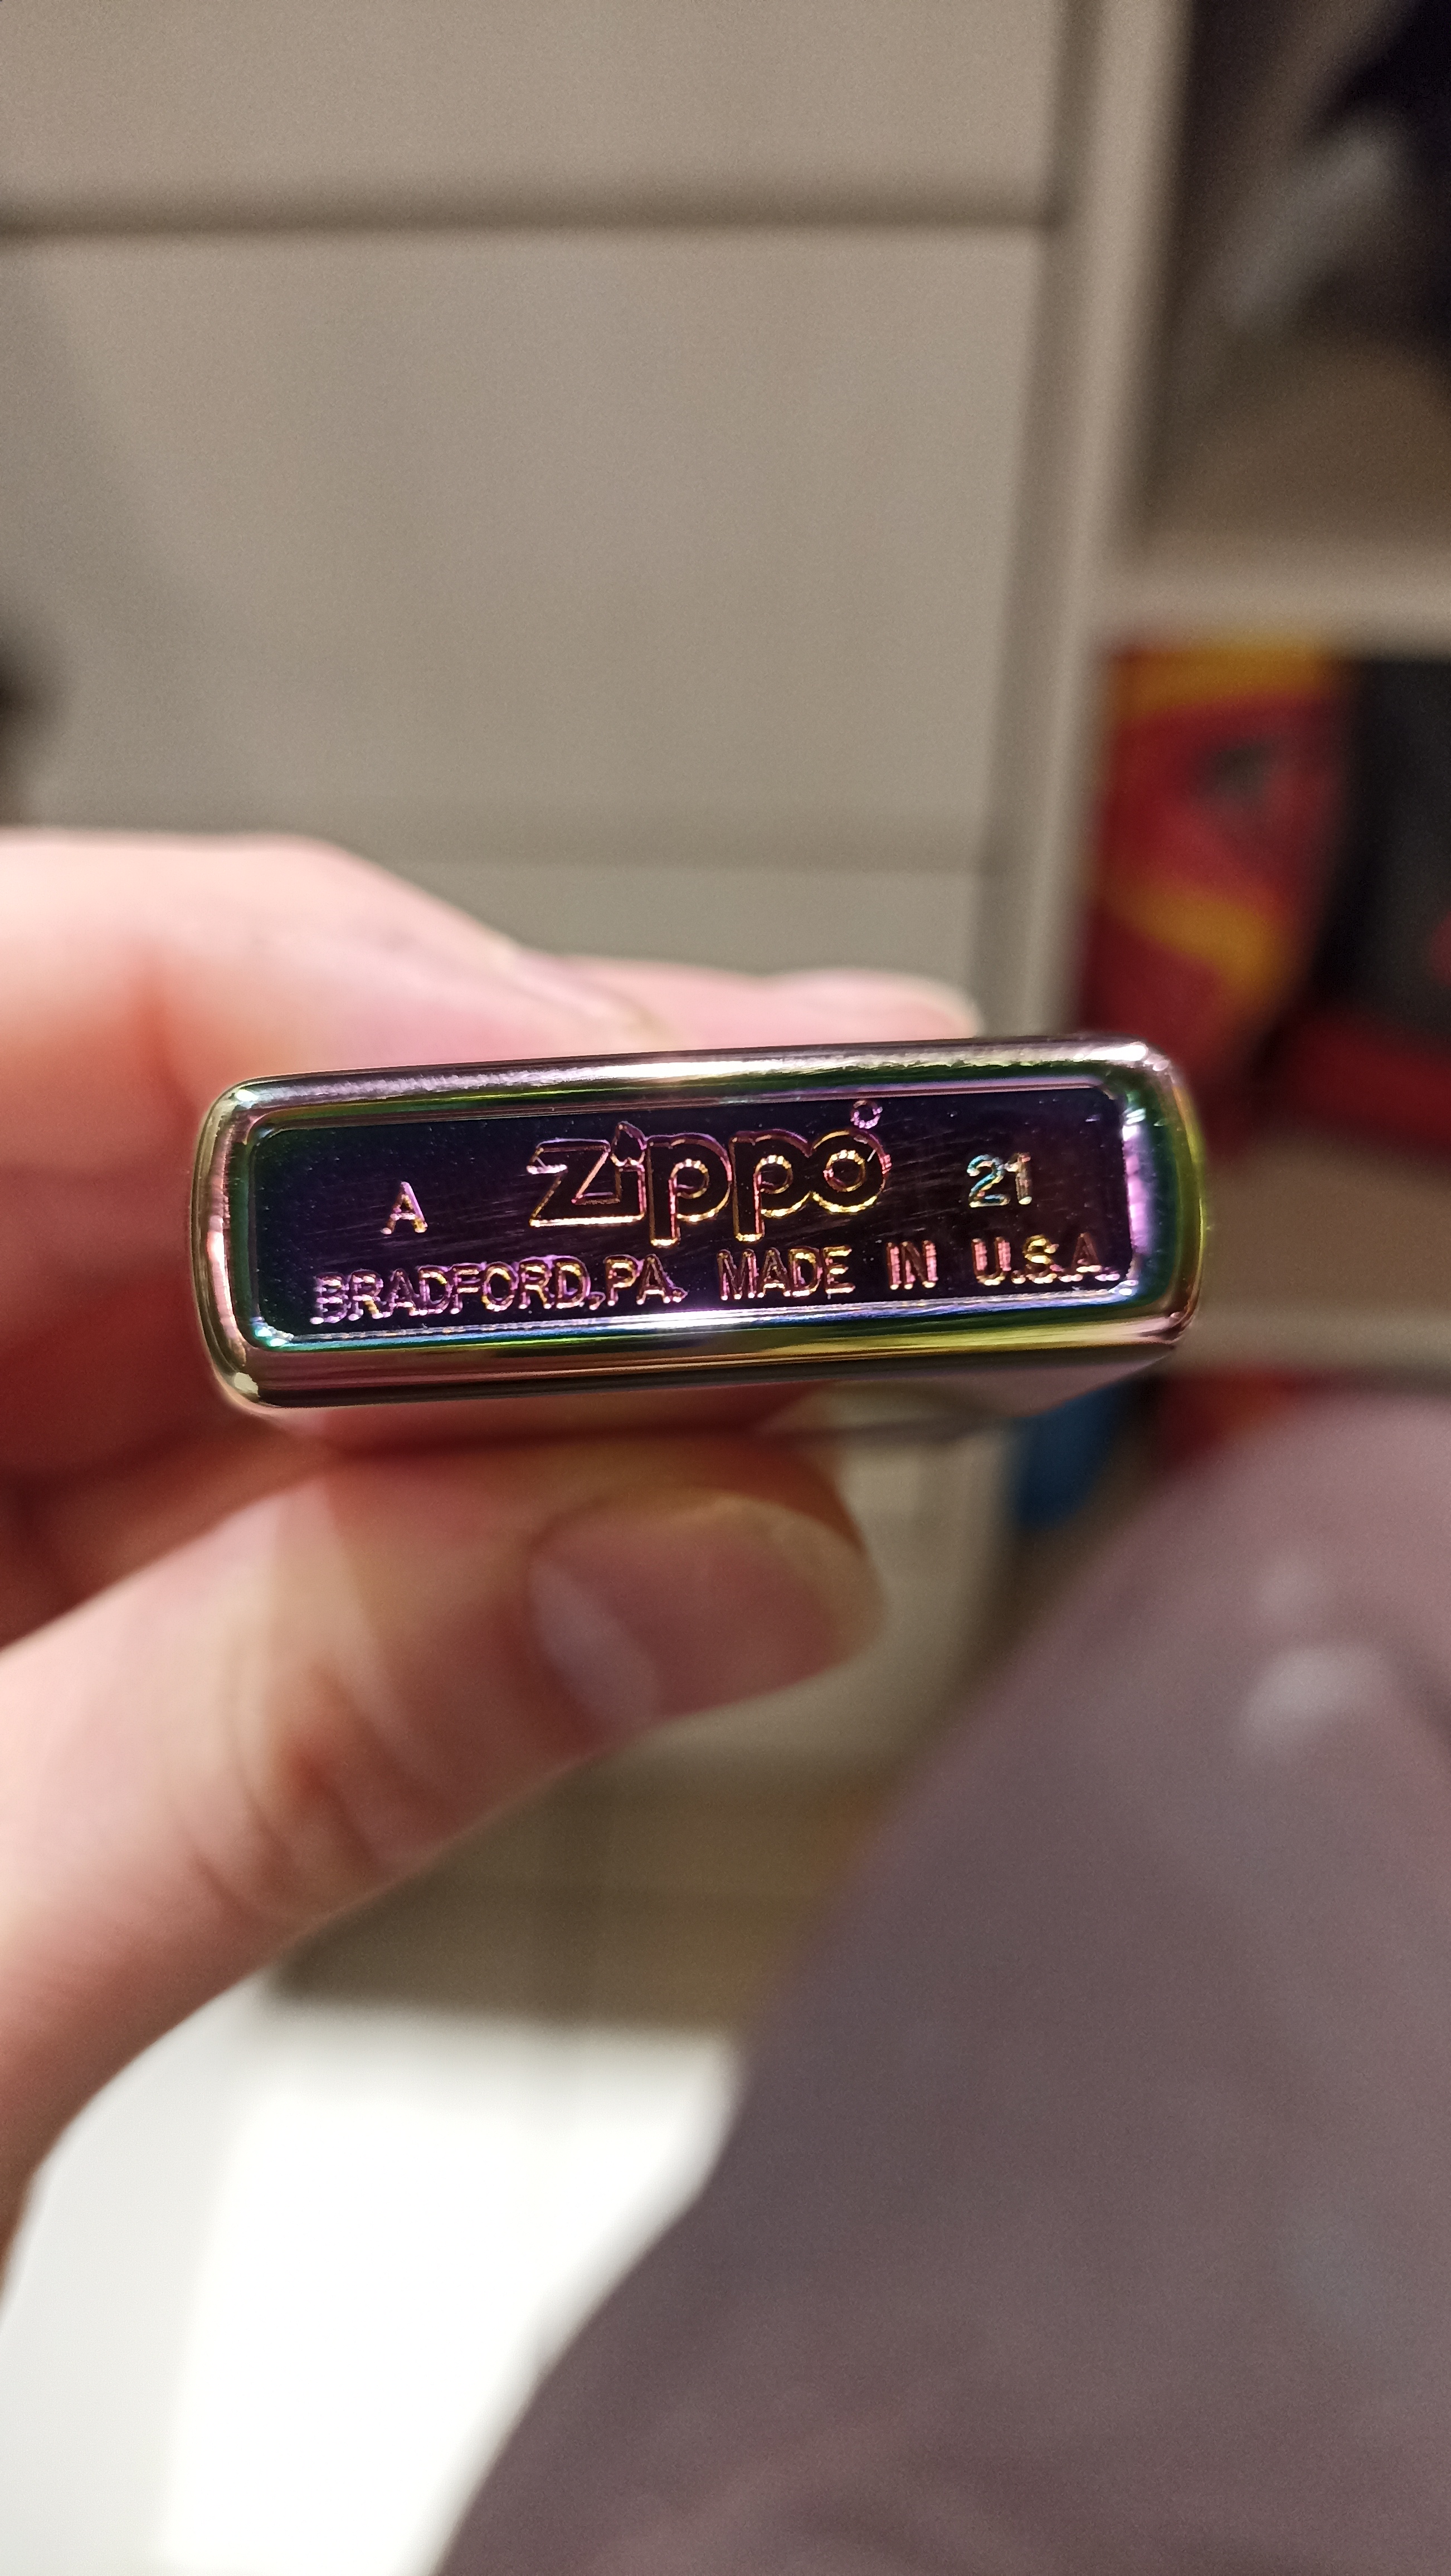 A zippo® 21
BRADFORD, PA. MADE IN U.S.A.